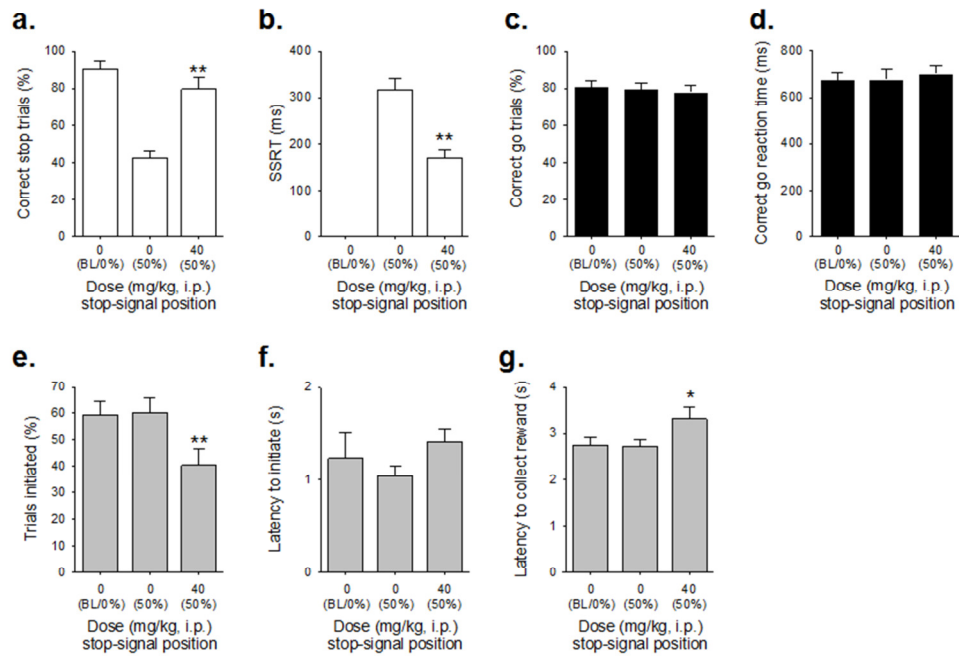 a.
Correct stop trials (%)
100
80
60
40
20
0
**
0 0 40
(BL/0%) (50%) (50%)
Dose (mg/kg, i.p.)
stop-signal position
b.
SSRT (ms)
400
300
200
100
0
**
0 0 40
(BL/0%) (50%) (50%)
Dose (mg/kg, i.p.)
stop-signal position
c.
Correct go trials (%)
100
80
60
40
20
0
0 0 40
(BL/0%) (50%) (50%)
Dose (mg/kg, i.p.)
stop-signal position
d.
Correct go reaction time (ms)
800
600
400
200
0
0 0 40
(BL/0%) (50%) (50%)
Dose (mg/kg, i.p.)
stop-signal position
e.
Trials initiated (%)
70
60
50
40
30
20
10
0
**
0 0 40
(BL/0%) (50%) (50%)
Dose (mg/kg, i.p.)
stop-signal position
f.
Latency to initiate (s)
2
1
0
0 0 40
(BL/0%) (50%) (50%)
Dose (mg/kg, i.p.)
stop-signal position
g.
Latency to collect reward (s)
4
3
2
1
0
*
0 0 40
(BL/0%) (50%) (50%)
Dose (mg/kg, i.p.)
stop-signal position